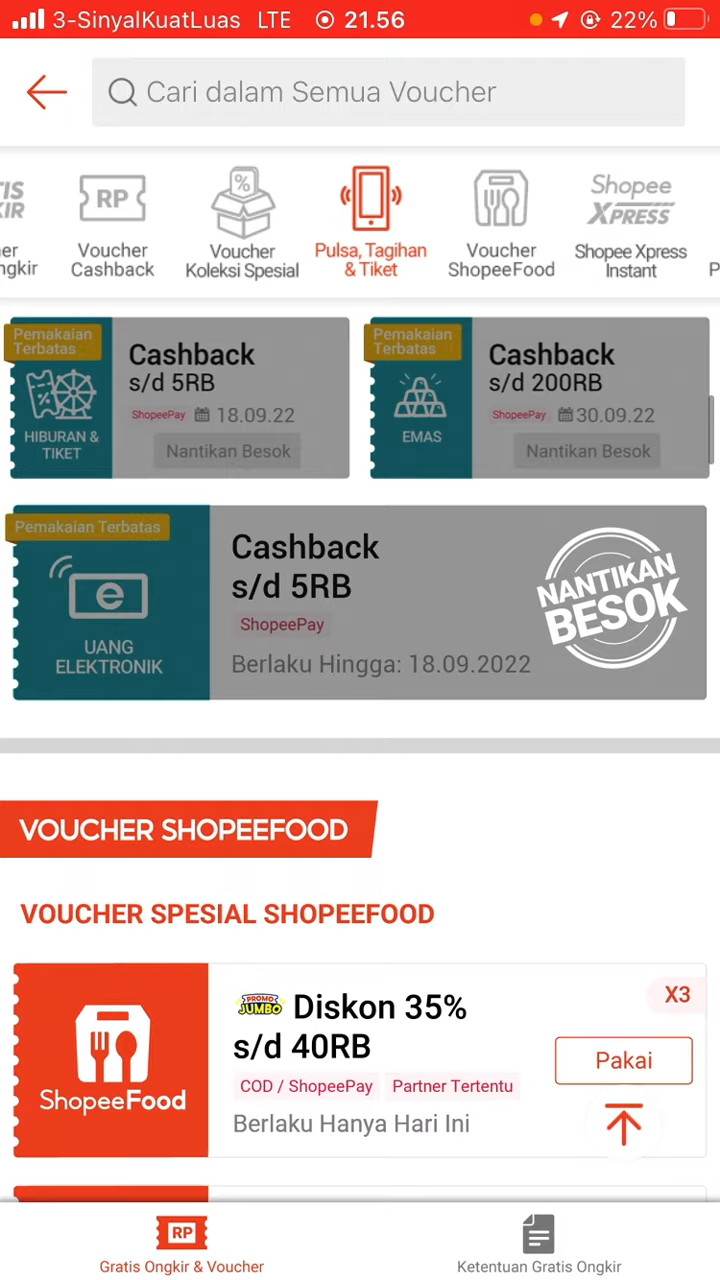 3-SinyalKuatLuas LTE 21.56 22%
Cari dalam Semua Voucher
RP
Voucher
Cashback
%
Voucher
Koleksi Spesial
Pulsa, Tagihan
& Tiket
Voucher
ShopeeFood
Shopee
XPRESS
Shopee Xpress
Instant
Pemakaian
Terbatas
HIBURAN &
TIKET
Cashback
s/d 5RB
ShopeePay 18.09.22
Nantikan Besok
Pemakaian
Terbatas
EMAS
Cashback
s/d 200RB
ShopeePay 30.09.22
Nantikan Besok
Pemakaian Terbatas
e
UANG
ELEKTRONIK
Cashback
s/d 5RB
ShopeePay
Berlaku Hingga: 18.09.2022
NANTIKAN
BESOK
VOUCHER SHOPEEFOOD
VOUCHER SPESIAL SHOPEEFOOD
ShopeeFood
PROMO
JUMBO
Diskon 35%
s/d 40RB
COD / ShopeePay Partner Tertentu
Berlaku Hanya Hari Ini
X3
Pakai
RP
Gratis Ongkir & Voucher
Ketentuan Gratis Ongkir